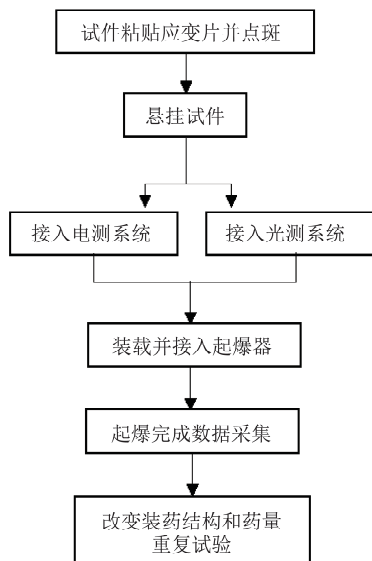 试件粘贴应变片并点斑
悬挂试件
接入电测系统
接入光测系统
装载并接入起爆器
起爆完成数据采集
改变装药结构和药量
重复试验